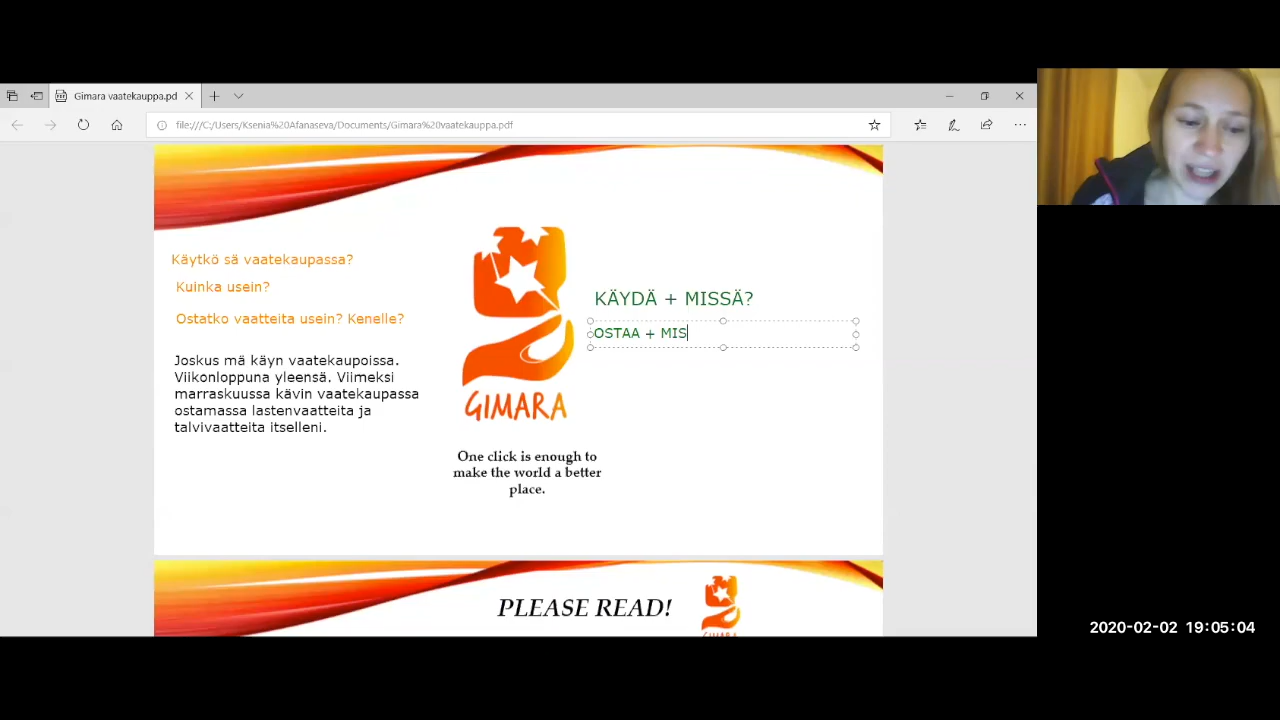 Gimara vaatekauppa.pd
file:///C:/Users/Ksenia%20Afanaseva/Documents/Gimara%20vaatekauppa.pdf
Käytkö sä vaatekaupassa?
Kuinka usein?
Ostatko vaatteita usein? Kenelle?
Joskus mä käyn vaatekaupoissa.
Viikonloppuna yleensä. Viimeksi
marraskuussa kävin vaatekaupassa
ostamassa lastenvaatteita ja
talvivaatteita itselleni.
GIMARA
One click is enough to
make the world a better
place.
KÄYDÄ + MISSÄ?
OSTAA + MIS
PLEASE READ!
2020-02-02 19:05:04